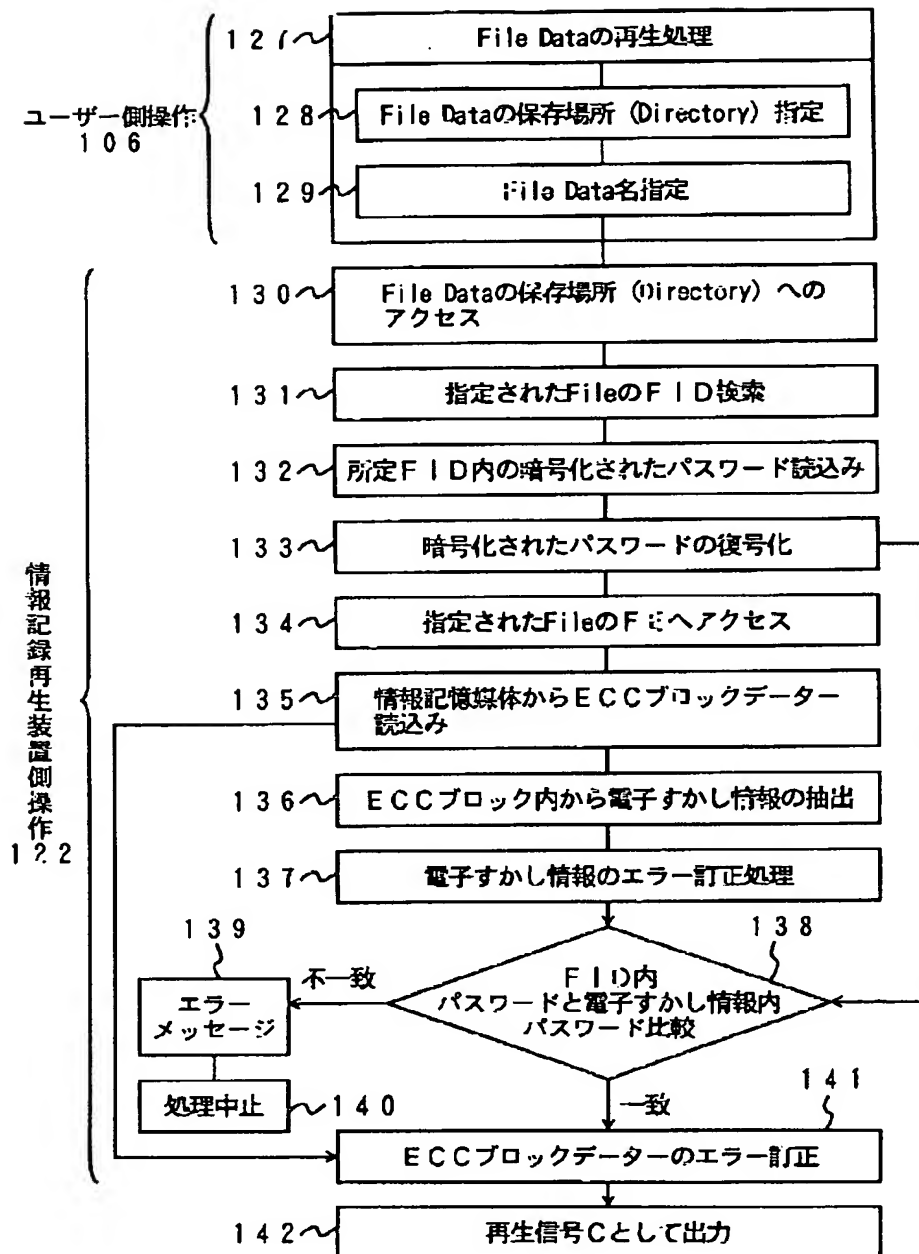 127 File Dataの再生処理
ユーザー側操作
106
128 File Dataの保存場所 (Directory) 指定
129 File Data名指定
130 File Dataの保存場所 (Directory) への
アクセス
131 指定されたFileのFID検索
132 所定FID内の暗号化されたパスワード読込み
133 暗号化されたパスワードの復号化
134 指定されたFileのFEへアクセス
情報記録再生装置側操作
122
135 情報記憶媒体からECCブロックデーター
読込み
136 ECCブロック内から電子すかし情報の抽出
137 電子すかし情報のエラー訂正処理
138
FID内
パスワードと電子すかし情報内
パスワード比較
不一致
139
エラー
メッセージ
処理中止 140
一致
141
ECCブロックデーターのエラー訂正
142 再生信号Cとして出力